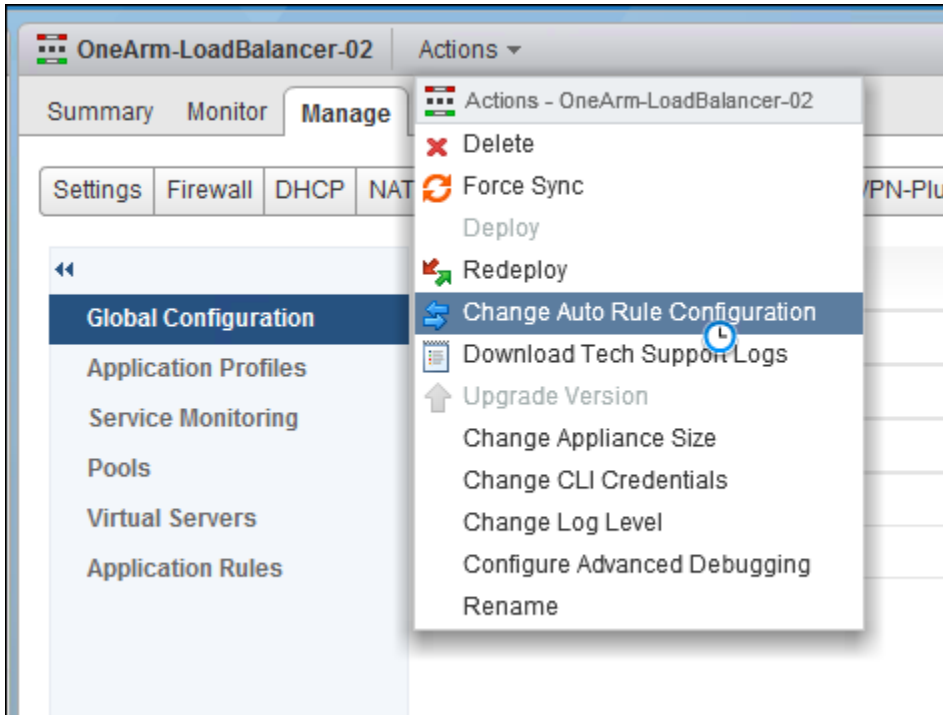 OneArm-LoadBalancer-02 Actions
Summary Monitor Manage
Settings Firewall DHCP NAT
Global Configuration
Application Profiles
Service Monitoring
Pools
Virtual Servers
Application Rules
Actions - OneArm-LoadBalancer-02
Delete
Force Sync
Deploy
Redeploy
Change Auto Rule Configuration
Download Tech Support Logs
Upgrade Version
Change Appliance Size
Change CLI Credentials
Change Log Level
Configure Advanced Debugging
Rename